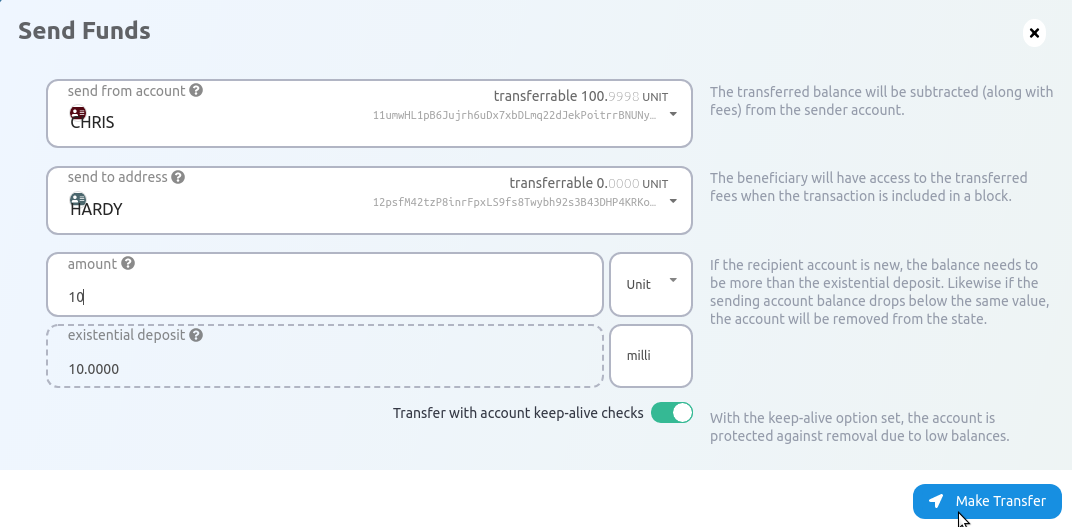 Send Funds
send from account
transferrable 100.9998 UNIT
CHRIS
11umwHL1pB6Jujrh6uDx7xbDLmq22dJekPoitrrBNUNy…
The transferred balance will be subtracted (along with
fees) from the sender account.
send to address
transferrable 0.0000 UNIT
HARDY
12psfM42tzP8inrFpxLS9fs8Twybh92s3B43DHP4KRKo…
The beneficiary will have access to the transferred
fees when the transaction is included in a block.
amount
10
Unit
If the recipient account is new, the balance needs to
be more than the existential deposit. Likewise if the
sending account balance drops below the same value,
the account will be removed from the state.
existential deposit
10.0000
milli
Transfer with account keep-alive checks
With the keep-alive option set, the account is
protected against removal due to low balances.
Make Transfer